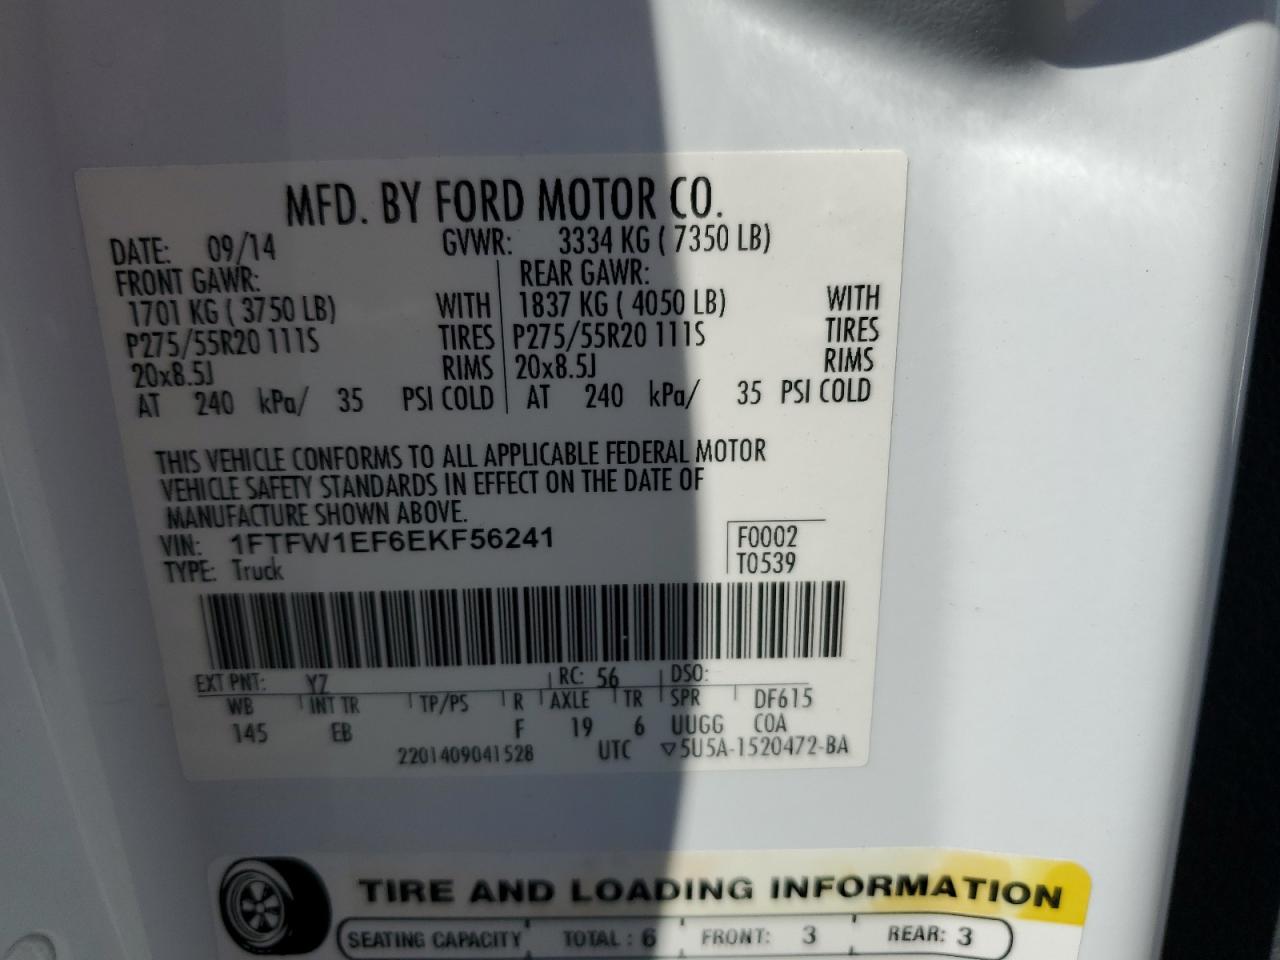 MFD. BY FORD MOTOR CO.
DATE: 09/14 GVWR: 3334 KG ( 7350 LB)
FRONT GAWR: REAR GAWR:
1701 KG ( 3750 LB) WITH 1837 KG ( 4050 LB) WITH
P275/55R20 111S TIRES P275/55R20 111S TIRES
20x8.5J RIMS 20x8.5J RIMS
AT 240 kPa/ 35 PSI COLD AT 240 kPa/ 35 PSI COLD
THIS VEHICLE CONFORMS TO ALL APPLICABLE FEDERAL MOTOR
VEHICLE SAFETY STANDARDS IN EFFECT ON THE DATE OF
MANUFACTURE SHOWN ABOVE.
VIN: 1FTFW1EF6EKF56241 F0002
TYPE: Truck T0539
EXT PNT: YZ RC: 56 DSO:
WB INT TR TP/PS R AXLE TR SPR DF615
145 EB F 19 6 UUGG COA
2201409041528 UTC ▽5U5A-1520472-BA
TIRE AND LOADING INFORMATION
SEATING CAPACITY TOTAL : 6 FRONT: 3 REAR: 3